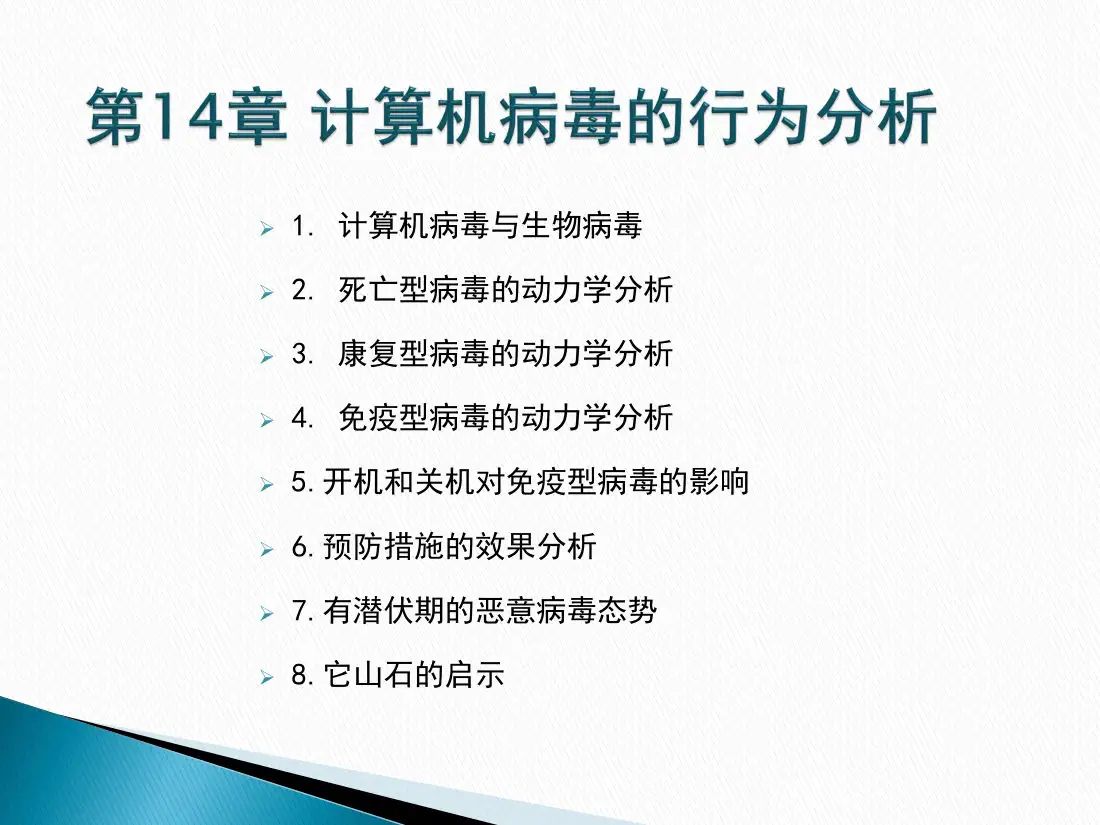 第14章 计算机病毒的行为分析
1. 计算机病毒与生物病毒
2. 死亡型病毒的动力学分析
3. 康复型病毒的动力学分析
4. 免疫型病毒的动力学分析
5.开机和关机对免疫型病毒的影响
6.预防措施的效果分析
7.有潜伏期的恶意病毒态势
8.它山石的启示